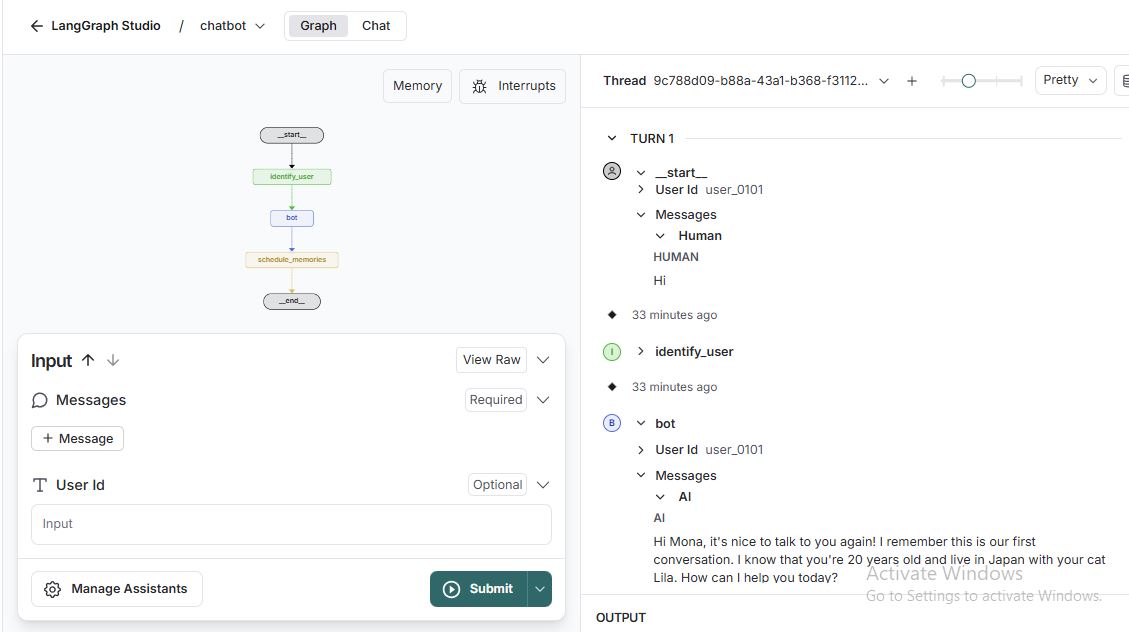 LangGraph Studio / chatbot Graph Chat
Memory Interrupts
__start__
identify_user
bot
schedule_memories
__end__
Input View Raw
Messages Required
+ Message
User Id Optional
Input
Manage Assistants Submit
Thread 9c788d09-b88a-43a1-b368-f3112... + Pretty
TURN 1
__start__
User Id user_0101
Messages
Human
HUMAN
Hi
33 minutes ago
I identify_user
33 minutes ago
B bot
User Id user_0101
Messages
AI
AI
Hi Mona, it's nice to talk to you again! I remember this is our first
conversation. I know that you're 20 years old and live in Japan with your cat
Lila. How can I help you today?
Activate Windows
Go to Settings to activate Windows.
OUTPUT